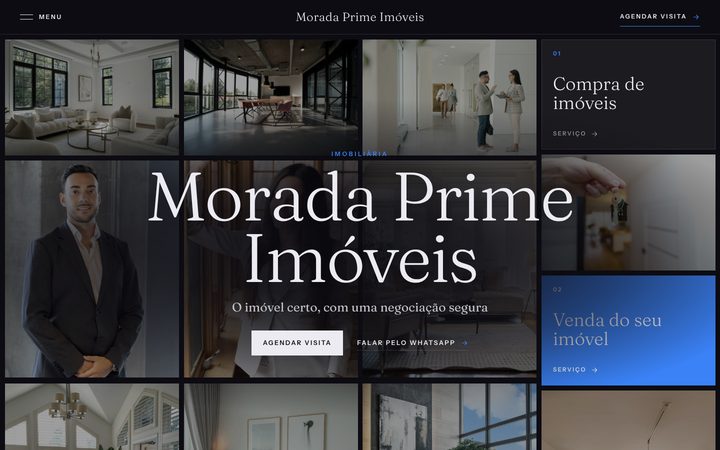 MENU
Morada Prime Imóveis
AGENDAR VISITA →
01
Compra de
imóveis
SERVIÇO →
IMOBILIÁRIA
Morada Prime
Imóveis
O imóvel certo, com uma negociação segura
AGENDAR VISITA
FALAR PELO WHATSAPP →
02
Venda do seu
imóvel
SERVIÇO →